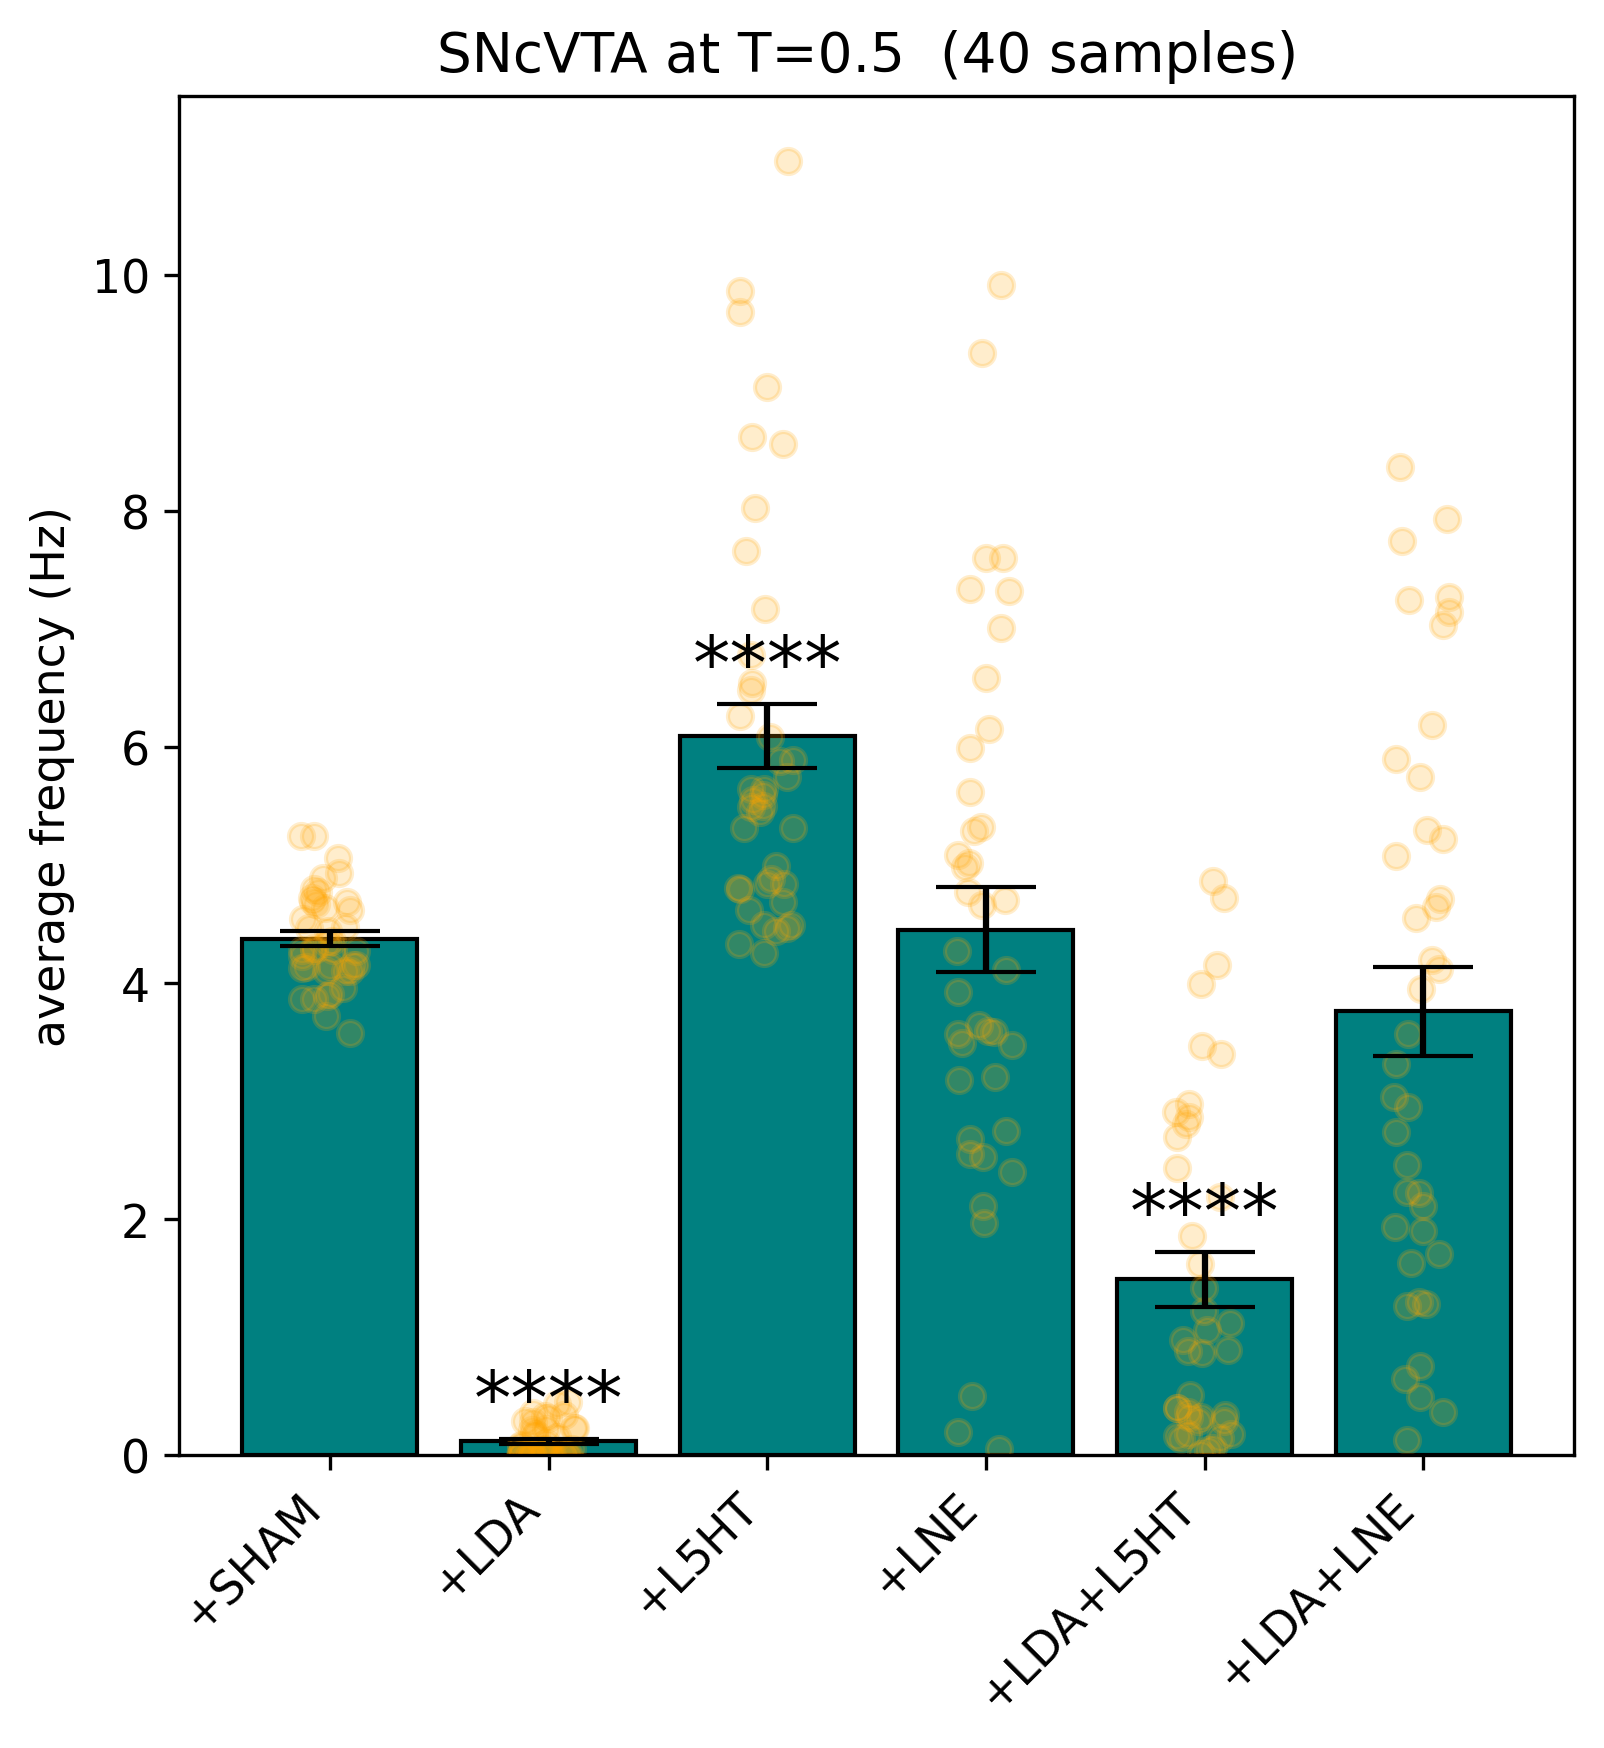 SNcVTA at T=0.5  (40 samples)
average frequency (Hz)
10
8
6
4
2
0
****
****
****
+SHAM
+LDA
+L5HT
+LNE
+LDA+L5HT
+LDA+LNE